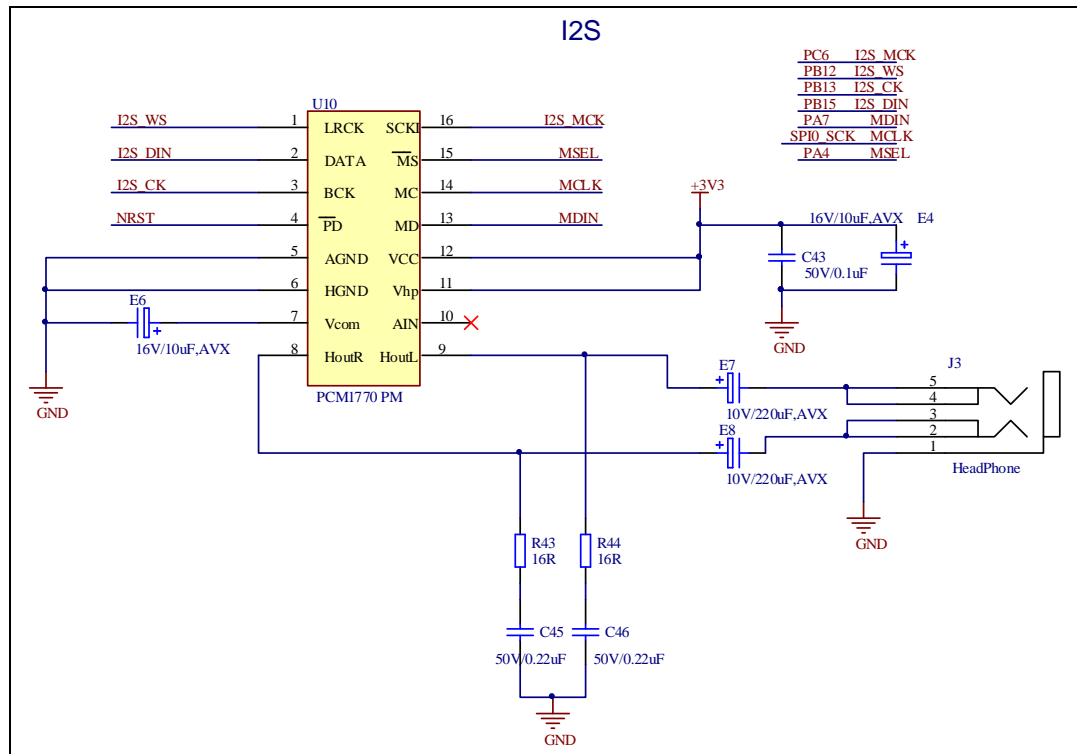 I2S
PC6 I2S_MCK
PB12 I2S_WS
PB13 I2S_CK
PB15 I2S_DIN
PA7 MDIN
SPI0_SCK MCLK
PA4 MSEL
U10
I2S_WS 1 LRCK SCKI 16 I2S_MCK
I2S_DIN 2 DATA MS 15 MSEL
I2S_CK 3 BCK MC 14 MCLK
NRST 4 PD MD 13 MDIN
5 AGND VCC 12
6 HGND Vhp 11
7 Vcom AIN 10
8 HoutR HoutL 9
PCM1770 PM
+3V3
16V/10uF,AVX E4
C43
50V/0.1uF
GND
E6
16V/10uF,AVX
GND
E7
10V/220uF,AVX
E8
10V/220uF,AVX
J3
5
4
3
2
1
HeadPhone
GND
R43
16R
R44
16R
C45
50V/0.22uF
C46
50V/0.22uF
GND